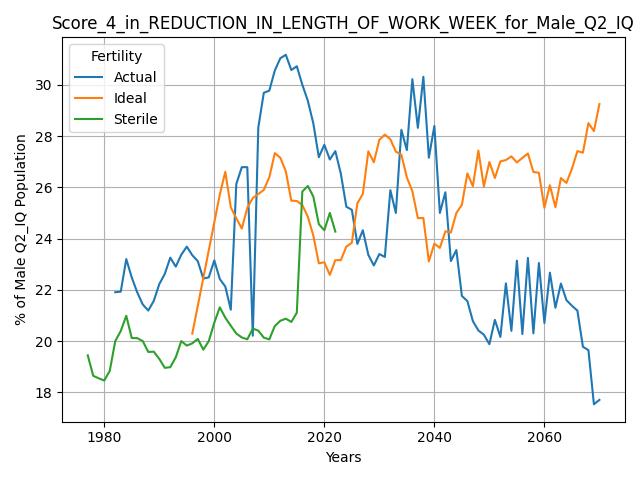 Score_4_in_REDUCTION_IN_LENGTH_OF_WORK_WEEK_for_Male_Q2_IQ
Fertility
Actual
Ideal
Sterile
% of Male Q2_IQ Population
30
28
26
24
22
20
18
1980
2000
2020
2040
2060
Years